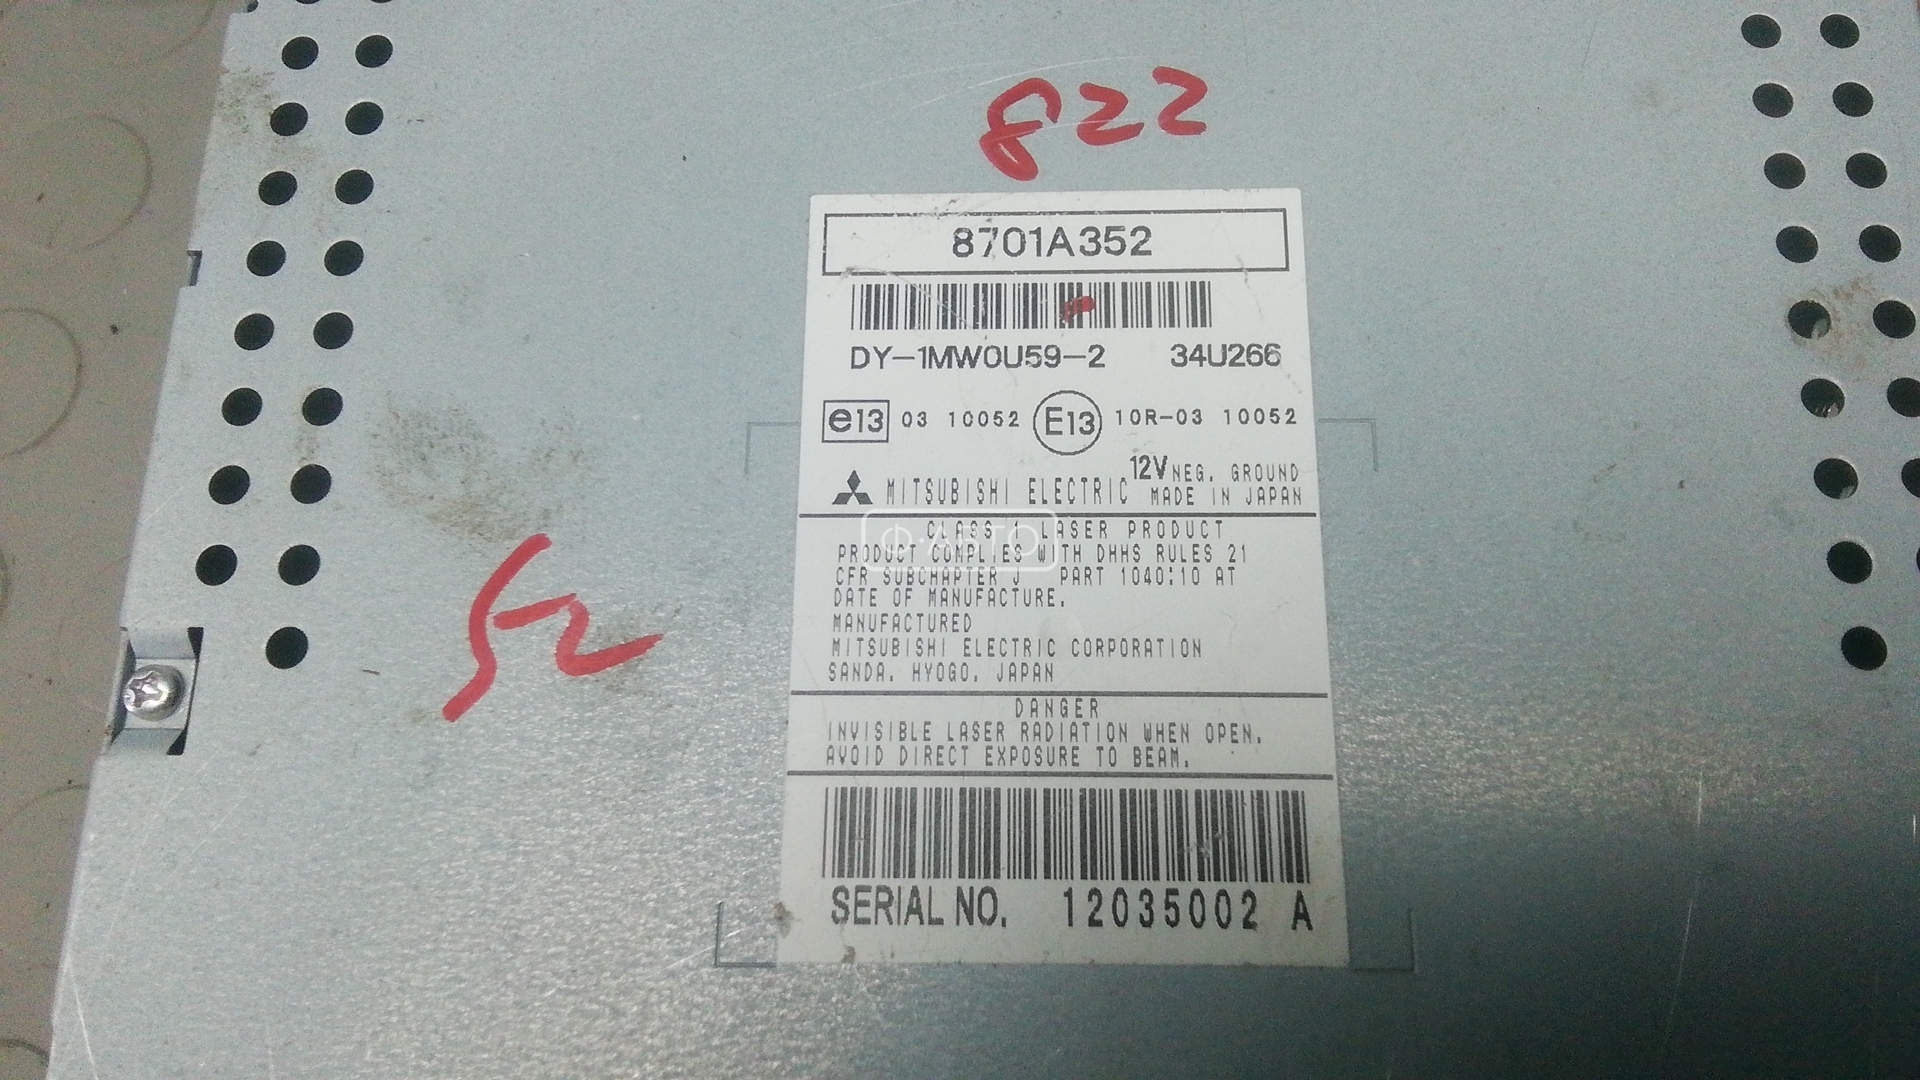 822
8701A352
DY-1MW0U59-2 34U266
e13 03 10052 E13 10R-03 10052
12V NEG. GROUND
MITSUBISHI ELECTRIC MADE IN JAPAN
CLASS 1 LASER PRODUCT
PRODUCT COMPLIES WITH DHHS RULES 21
CFR SUBCHAPTER J PART 1040:10 AT
DATE OF MANUFACTURE.
MANUFACTURED
MITSUBISHI ELECTRIC CORPORATION
SANDA. HYOGO. JAPAN
DANGER
INVISIBLE LASER RADIATION WHEN OPEN.
AVOID DIRECT EXPOSURE TO BEAM.
SERIAL NO. 12035002 A
52
Ф·АВТО